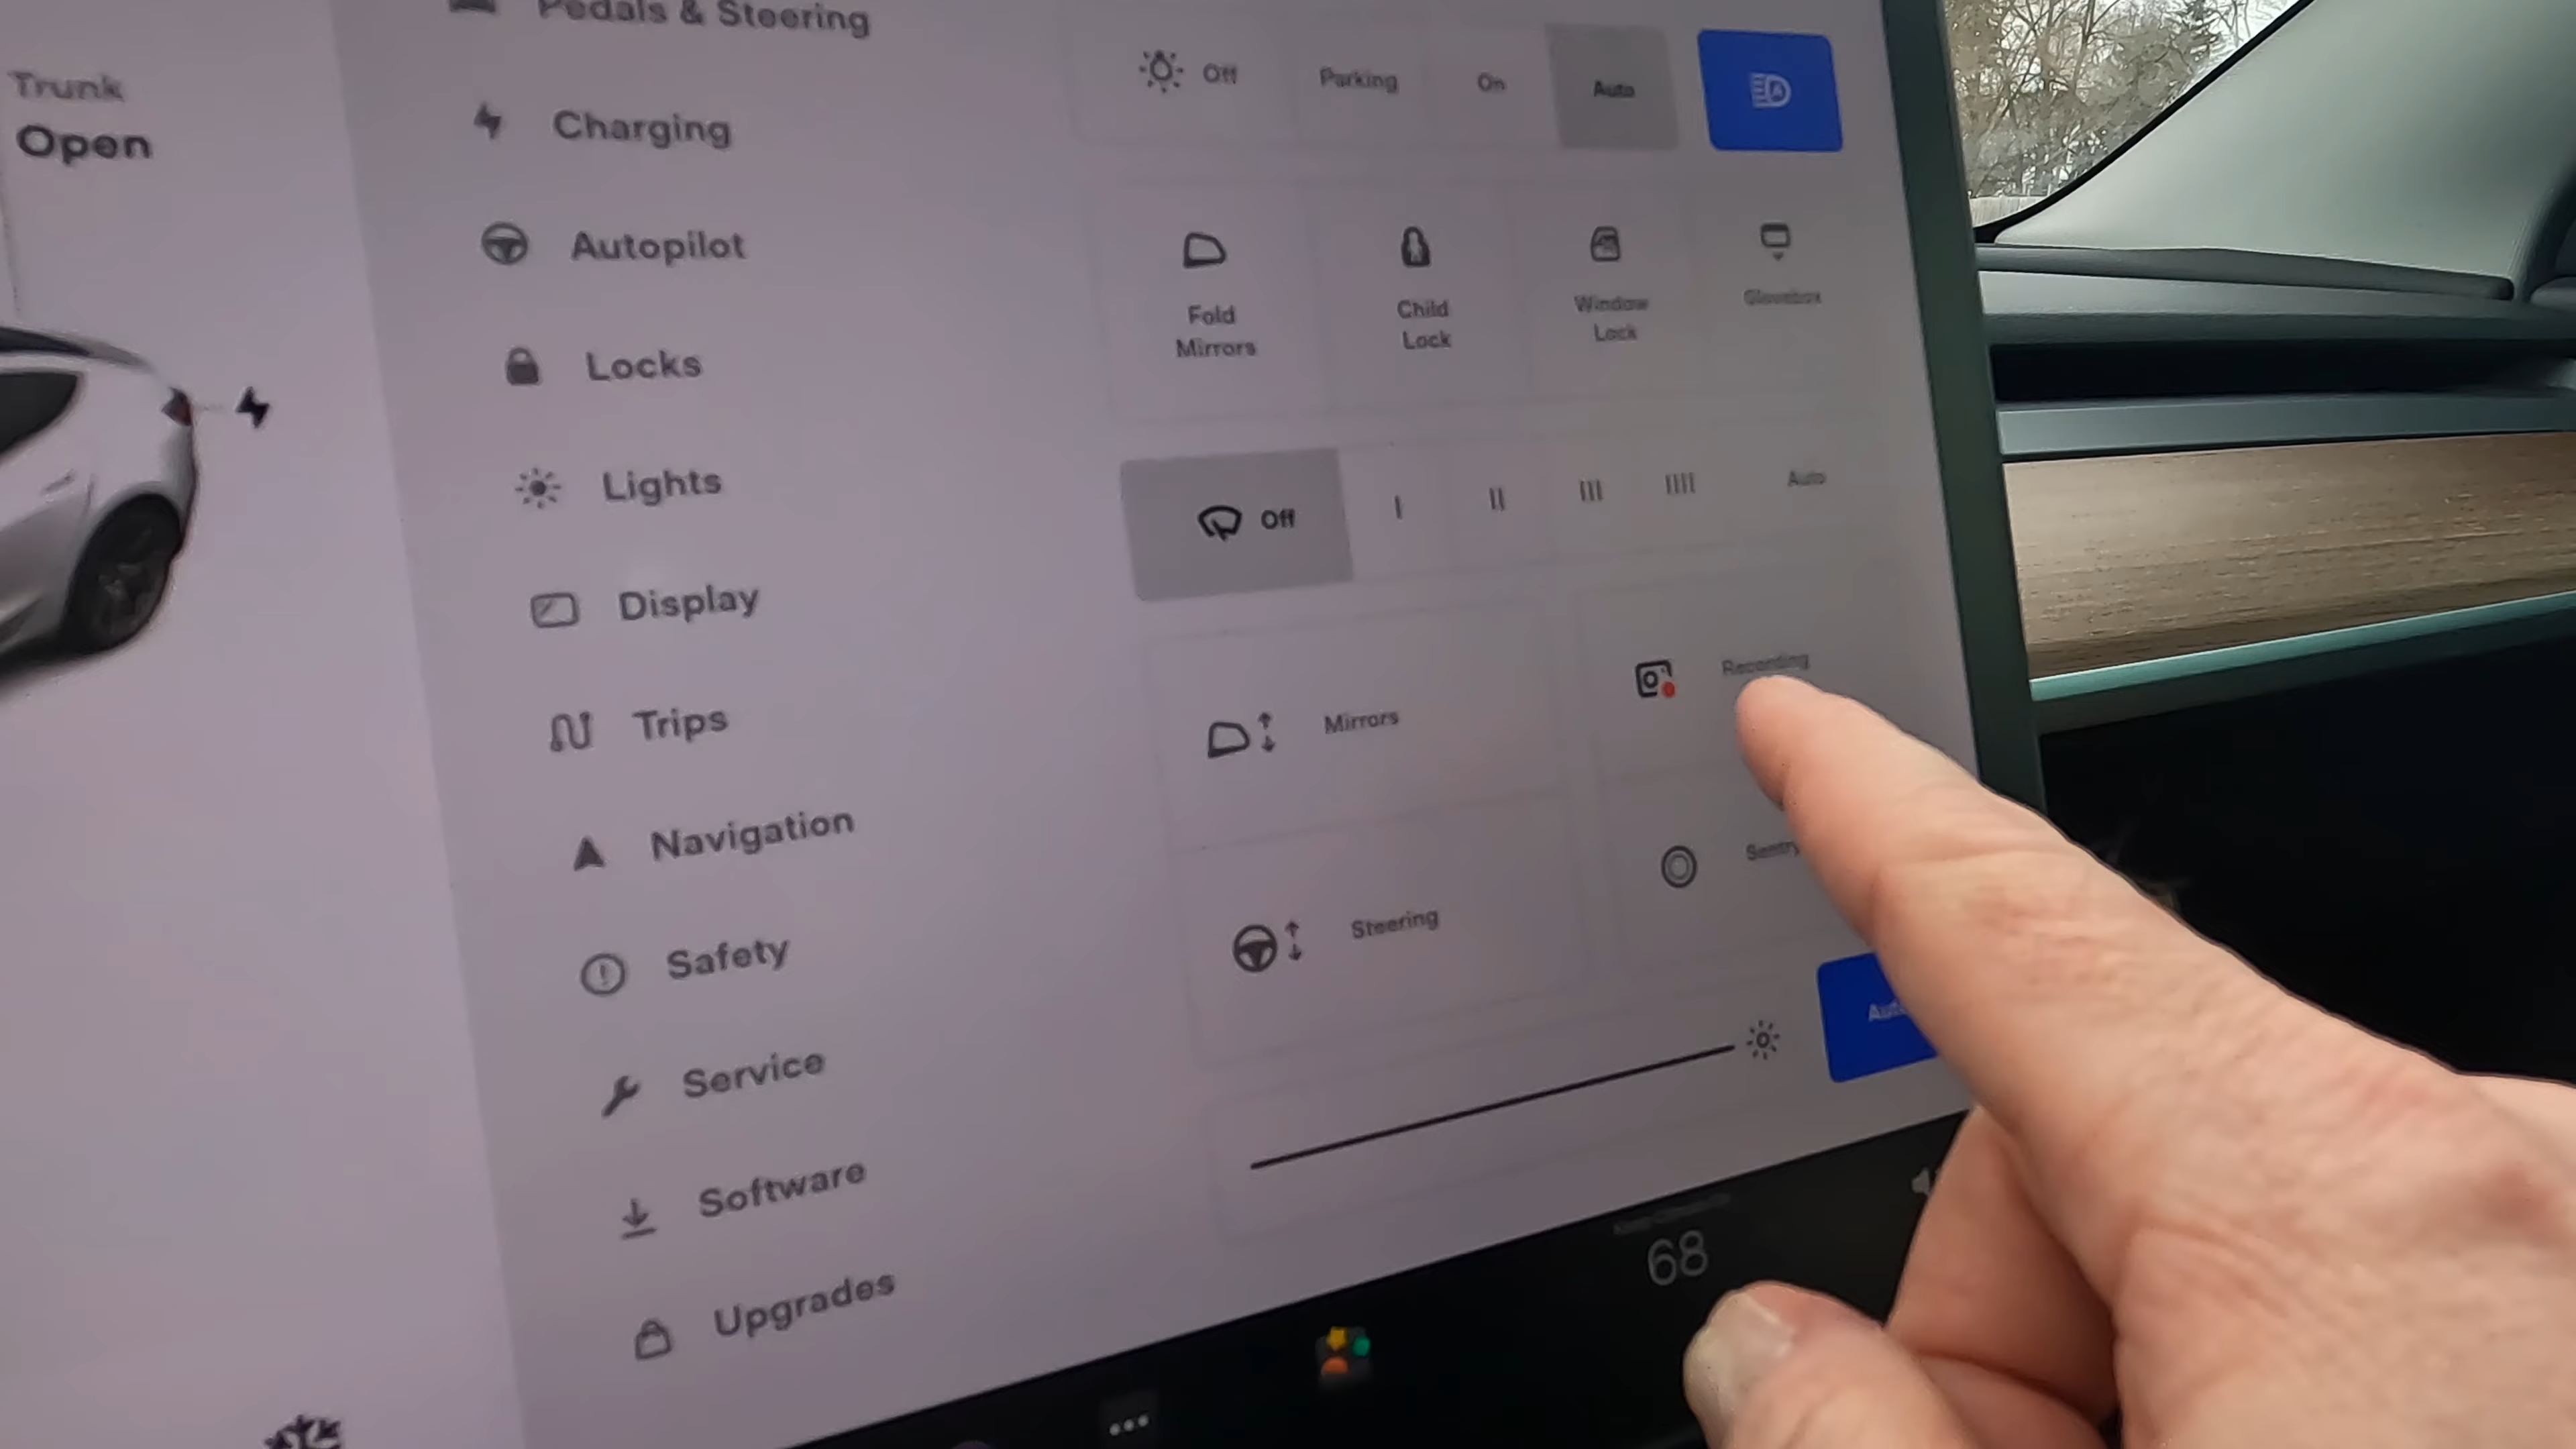 Trunk
Open
Pedals & Steering
Charging
Autopilot
Locks
Lights
Display
Trips
Navigation
Safety
Service
Software
Upgrades
Off Parking On Auto
Fold
Mirrors
Child
Lock
Window
Lock
Glovebox
Off I II III IIII Auto
Mirrors
Recording
Steering
Sentry
Auto
68